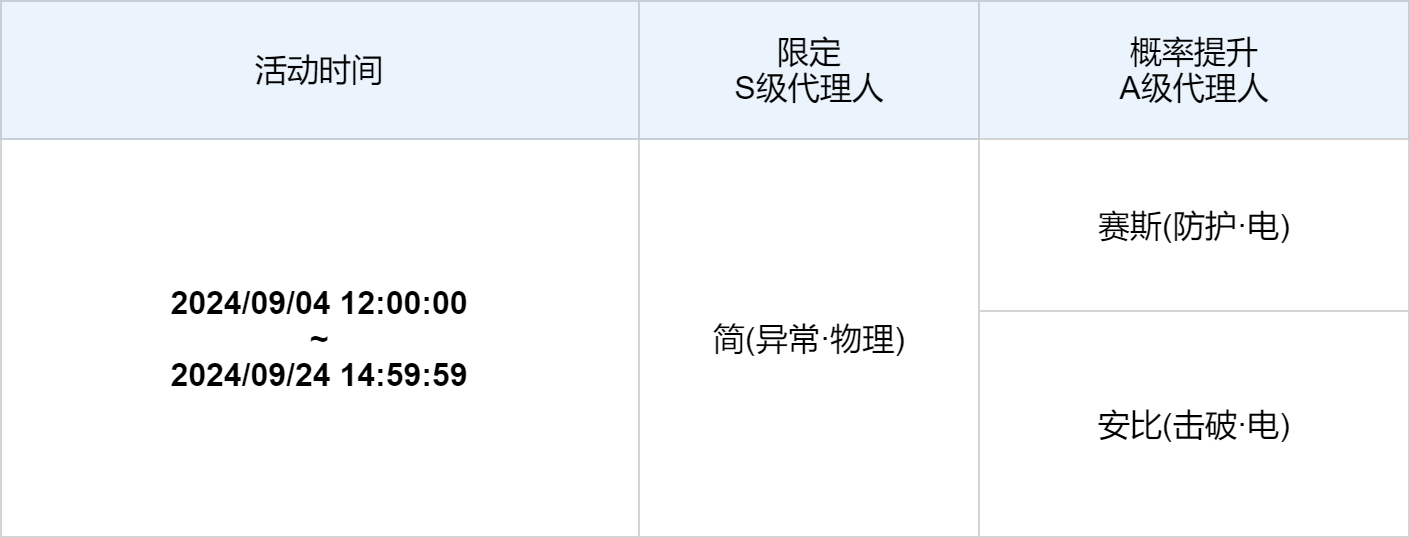 活动时间
限定
S级代理人
概率提升
A级代理人
2024/09/04 12:00:00
~
2024/09/24 14:59:59
简(异常·物理)
赛斯(防护·电)
安比(击破·电)